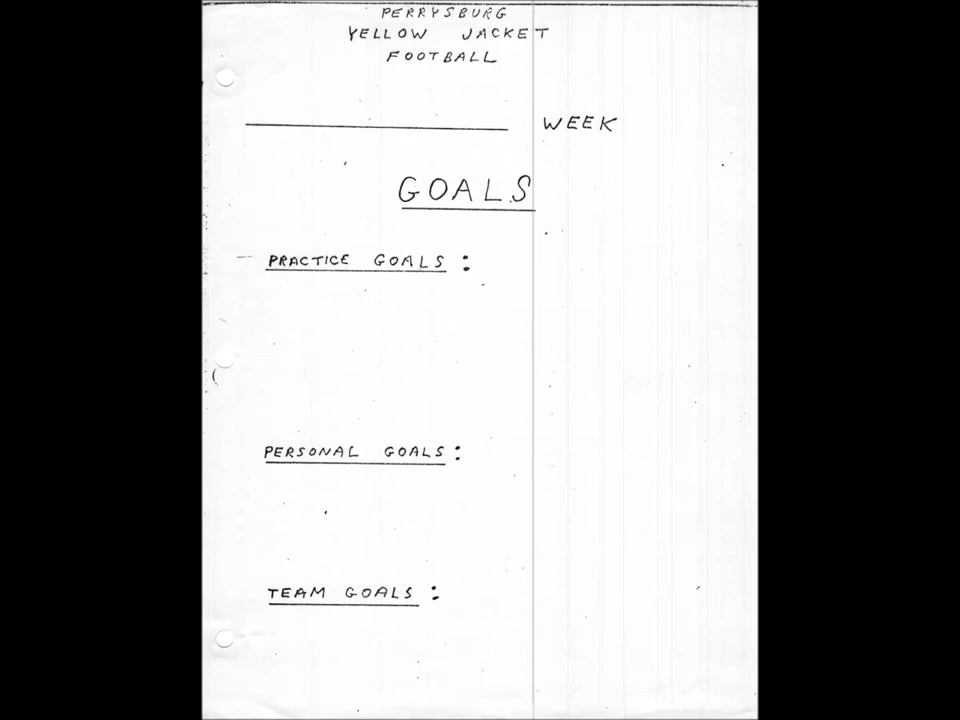 PERRYSBURG
YELLOW JACKET
FOOTBALL
WEEK
GOALS
PRACTICE GOALS :
PERSONAL GOALS :
TEAM GOALS :